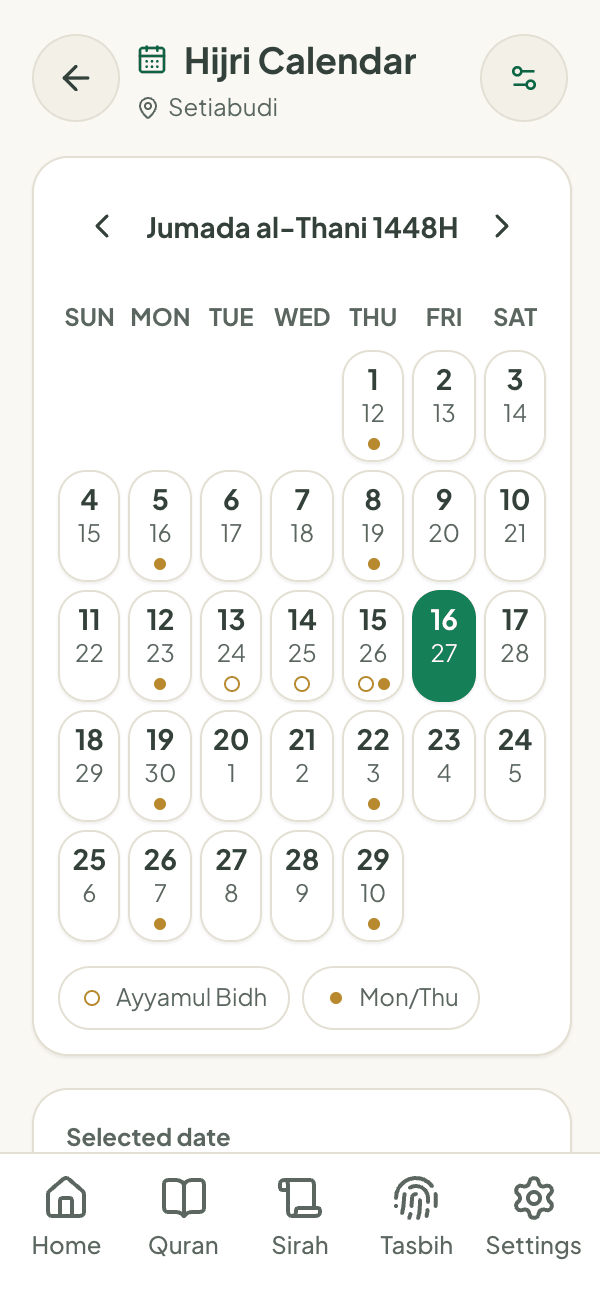 Hijri Calendar
Setiabudi
Jumada al-Thani 1448H
SUN MON TUE WED THU FRI SAT
1 2 3
12 13 14
4 5 6 7 8 9 10
15 16 17 18 19 20 21
11 12 13 14 15 16 17
22 23 24 25 26 27 28
18 19 20 21 22 23 24
29 30 1 2 3 4 5
25 26 27 28 29
6 7 8 9 10
Ayyamul Bidh Mon/Thu
Selected date
Home Quran Sirah Tasbih Settings